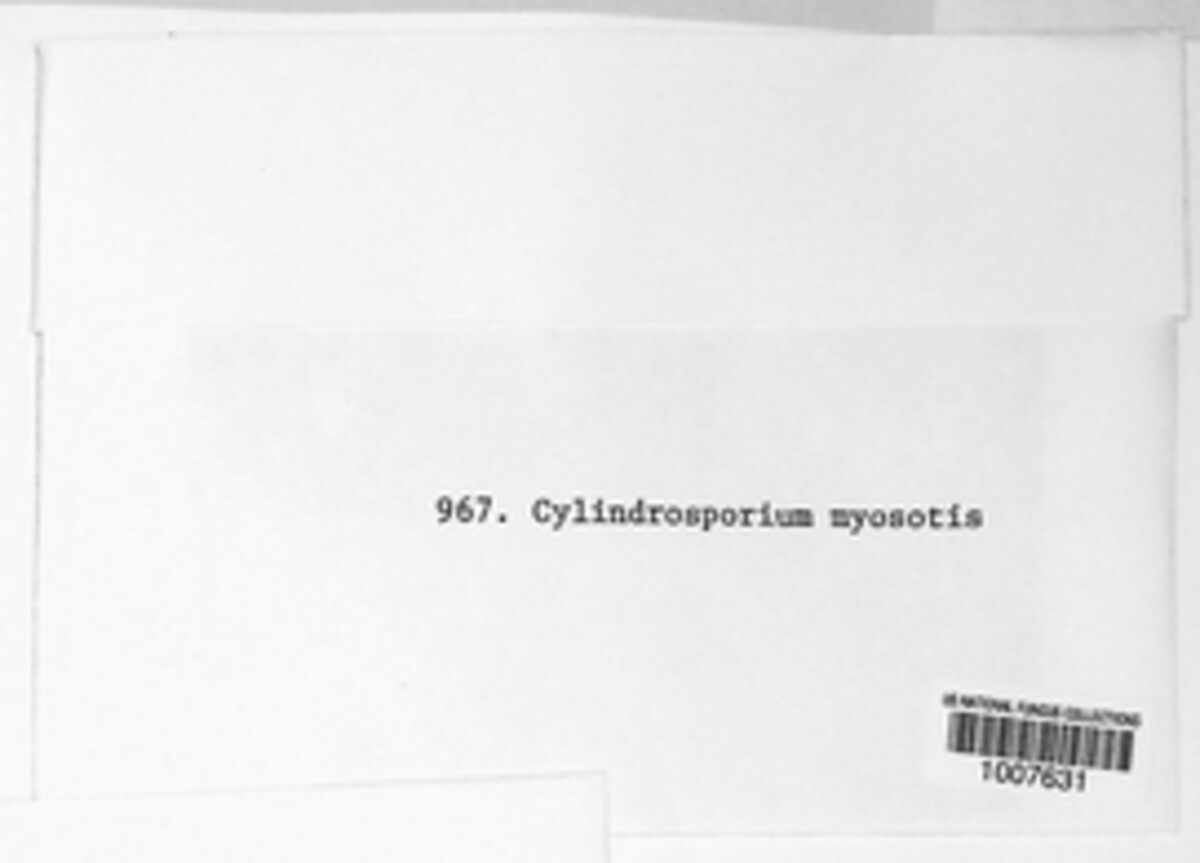 967. Cylindrosporium myosotis
US NATIONAL FUNGUS COLLECTIONS
1007631